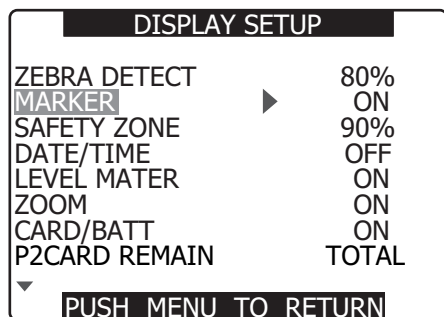 DISPLAY SETUP
ZEBRA DETECT 80%
MARKER ON
SAFETY ZONE 90%
DATE/TIME OFF
LEVEL MATER ON
ZOOM ON
CARD/BATT ON
P2CARD REMAIN TOTAL
PUSH MENU TO RETURN